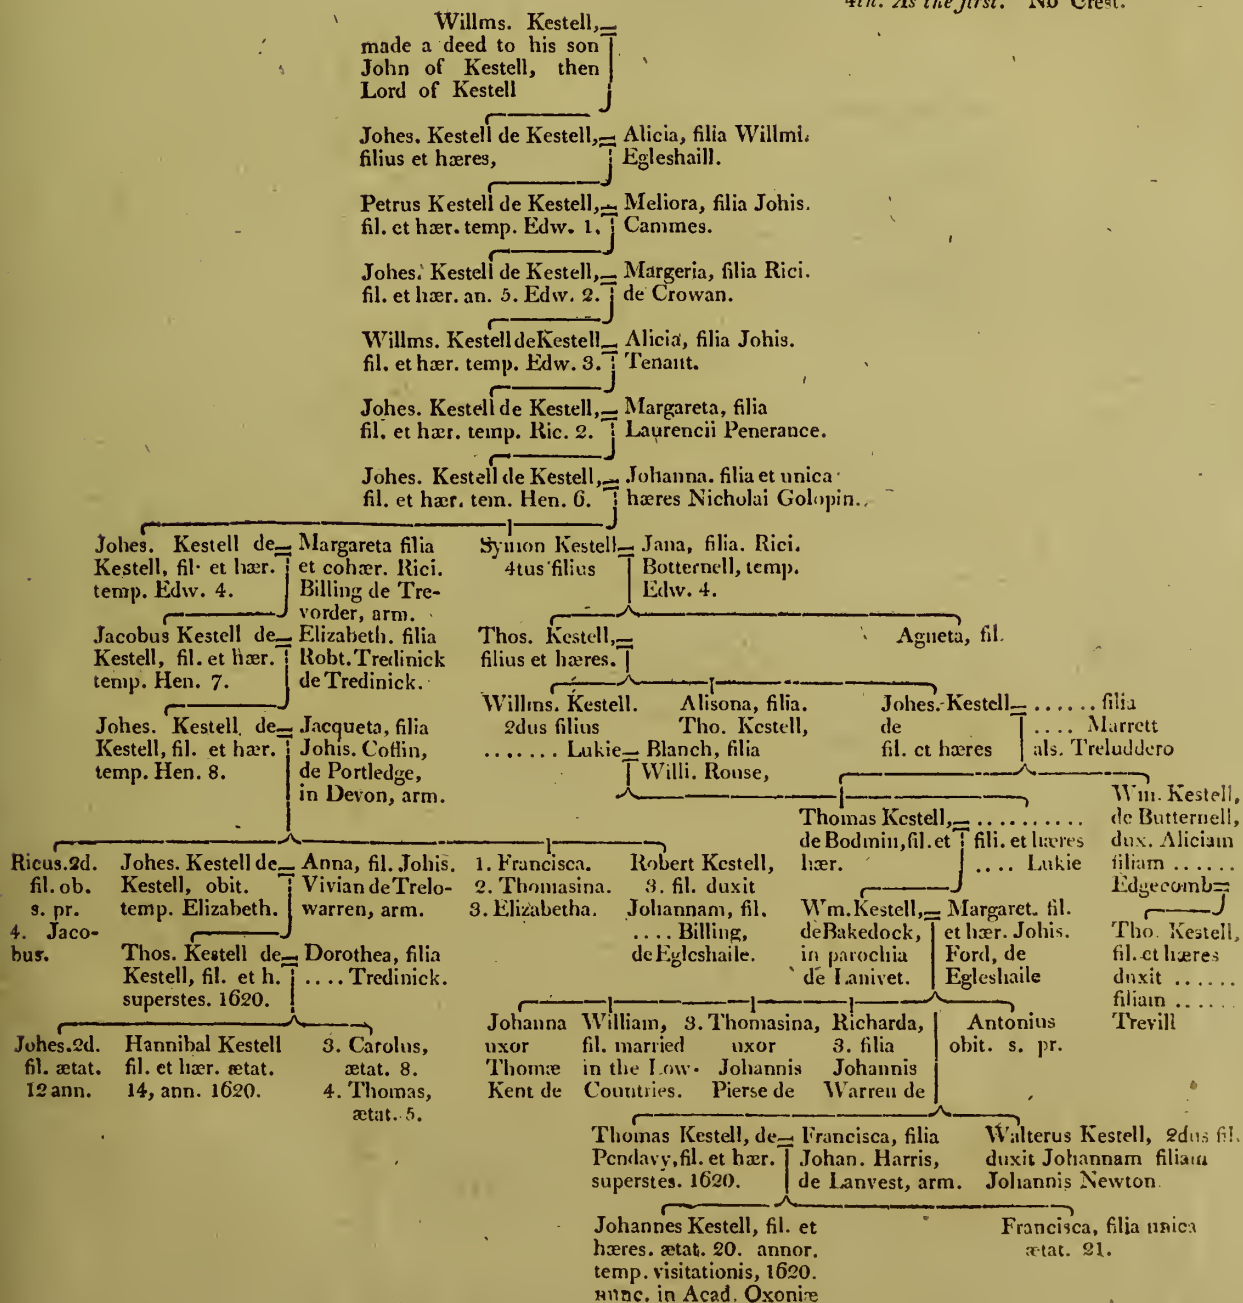 4th. As the first. No Crest.
Willms. Kestell,
made a deed to his son
John of Kestell, then
Lord of Kestell
Johes. Kestell de Kestell,
filius et hæres,
Alicia, filia Willmi.
Egleshaill.
Petrus Kestell de Kestell,
fil. et hær. temp. Edw. 1.
Meliora, filia Johis.
Cammes.
Johes. Kestell de Kestell,
fil. et hær. an. 5. Edw. 2.
Margeria, filia Rici.
de Crowan.
Willms. Kestell de Kestell
fil. et hær. temp. Edw. 3.
Alicia, filia Johis.
Tenant.
Johes. Kestell de Kestell,
fil. et hær. temp. Ric. 2.
Margareta, filia
Laurencii Penerance.
Johes. Kestell de Kestell,
fil. et hær. tem. Hen. 6.
Johanna. filia et unica
hæres Nicholai Golopin.
Johes. Kestell de
Kestell, fil. et hær.
temp. Edw. 4.
Margareta filia
et cohær. Rici.
Billing de Tre-
vorder, arm.
Symon Kestell
4tus filius
Jana, filia. Rici.
Botternell, temp.
Edw. 4.
Jacobus Kestell de
Kestell, fil. et hær.
temp. Hen. 7.
Elizabeth. filia
Robt. Tredinick
de Tredinick.
Thos. Kestell,
filius et hæres.
Agneta, fil.
Johes. Kestell de
Kestell, fil. et hær.
temp. Hen. 8.
Jacqueta, filia
Johis. Coffin,
de Portledge,
in Devon, arm.
Willms. Kestell.
2dus filius
....... Lukie
Alisona, filia.
Tho. Kestell,
Blanch, filia
Willi. Rouse,
Johes. Kestell
de
fil. et hæres
...... filia
.... Marrett
als. Treluddero
Thomas Kestell,
de Bodmin, fil. et
hær.
..........
fili. et hæres
.... Lukie
Wm. Kestell,
de Butternell,
dux. Aliciam
filiam ......
Edgecomb
Ricus. 2d.
fil. ob.
s. pr.
4. Jaco-
bus.
Johes. Kestell de
Kestell, obit.
temp. Elizabeth.
Anna, fil. Johis.
Vivian de Trelo-
warren, arm.
1. Francisca.
2. Thomasina.
3. Elizabetha.
Robert Kestell,
3. fil. duxit
Johannam, fil.
.... Billing,
de Egleshaile.
Wm. Kestell,
de Bakedock,
in parochia
de Lanivet.
Margaret. fil.
et hær. Johis.
Ford, de
Egleshaile
Tho. Kestell,
fil. et hæres
duxit ......
filiam ......
Trevill
Thos. Kestell de
Kestell, fil. et h.
superstes. 1620.
Dorothea, filia
.... Tredinick.
Johes. 2d.
fil. ætat.
12 ann.
Hannibal Kestell
fil. et hær. ætat.
14, ann. 1620.
3. Carolus,
ætat. 8.
4. Thomas,
ætat. 5.
Johanna
uxor
Thomæ
Kent de
William, 3.
fil. married
in the Low-
Countries.
Thomasina,
uxor
Johannis
Pierse de
Richarda,
3. filia
Johannis
Warren de
Antonius
obit. s. pr.
Thomas Kestell, de
Pendavy, fil. et hær.
superstes. 1620.
Francisca, filia
Johan. Harris,
de Lanvest, arm.
Walterus Kestell, 2dus fil.
duxit Johannam filiam
Johannis Newton.
Johannes Kestell, fil. et
hæres. ætat. 20. annor.
temp. visitationis, 1620.
nunc. in Acad. Oxoniæ
Francisca, filia unica
ætat. 21.